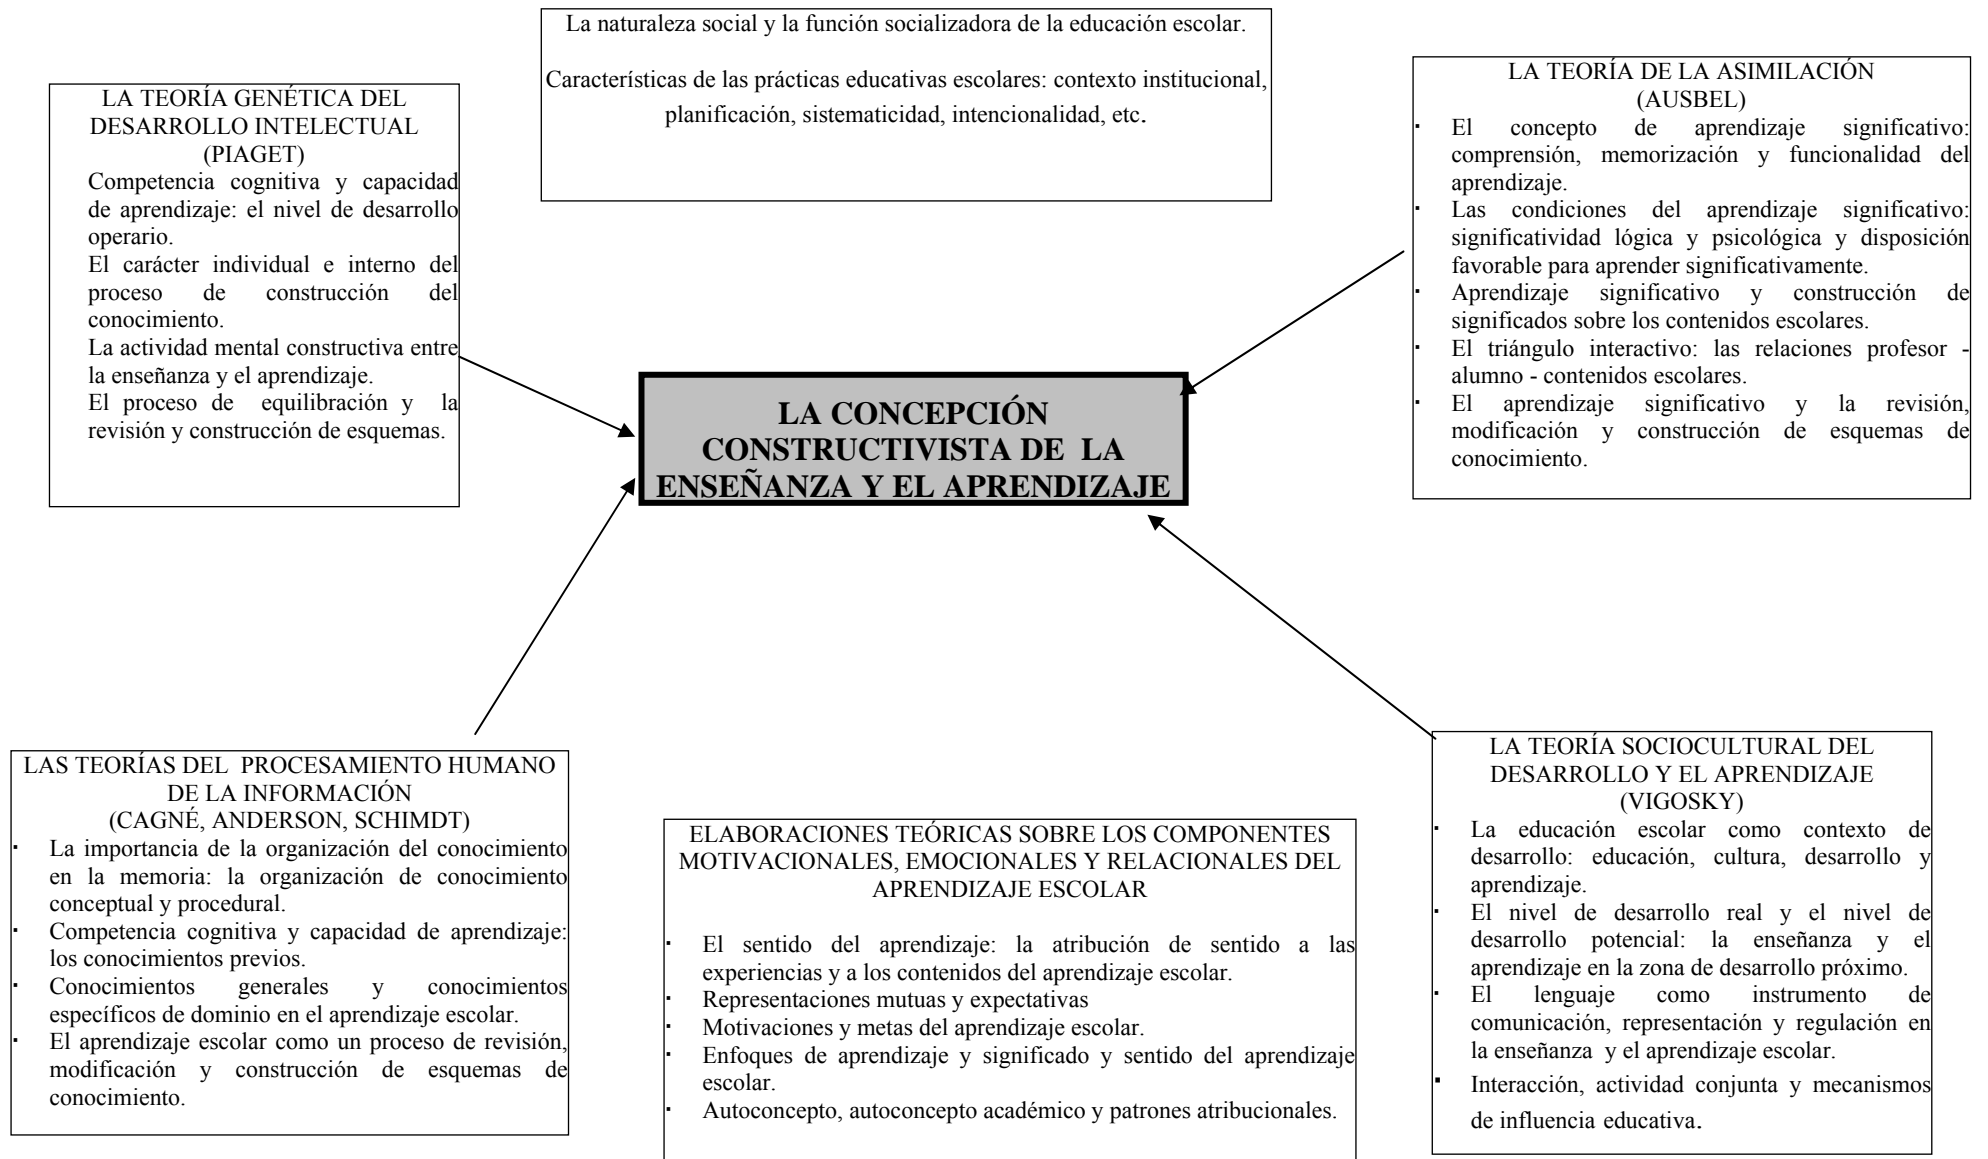 La naturaleza social y la función socializadora de la educación escolar.
Características de las prácticas educativas escolares: contexto institucional,
planificación, sistematicidad, intencionalidad, etc.
LA TEORÍA GENÉTICA DEL
DESARROLLO INTELECTUAL
(PIAGET)
Competencia cognitiva y capacidad
de aprendizaje: el nivel de desarrollo
operario.
El carácter individual e interno del
proceso de construcción del
conocimiento.
La actividad mental constructiva entre
la enseñanza y el aprendizaje.
El proceso de equilibración y la
revisión y construcción de esquemas.
LA TEORÍA DE LA ASIMILACIÓN
(AUSBEL)
▪ El concepto de aprendizaje significativo:
comprensión, memorización y funcionalidad del
aprendizaje.
▪ Las condiciones del aprendizaje significativo:
significatividad lógica y psicológica y disposición
favorable para aprender significativamente.
▪ Aprendizaje significativo y construcción de
significados sobre los contenidos escolares.
▪ El triángulo interactivo: las relaciones profesor -
alumno - contenidos escolares.
▪ El aprendizaje significativo y la revisión,
modificación y construcción de esquemas de
conocimiento.
LA CONCEPCIÓN
CONSTRUCTIVISTA DE LA
ENSEÑANZA Y EL APRENDIZAJE
LAS TEORÍAS DEL PROCESAMIENTO HUMANO
DE LA INFORMACIÓN
(CAGNÉ, ANDERSON, SCHIMDT)
▪ La importancia de la organización del conocimiento
en la memoria: la organización de conocimiento
conceptual y procedural.
▪ Competencia cognitiva y capacidad de aprendizaje:
los conocimientos previos.
▪ Conocimientos generales y conocimientos
específicos de dominio en el aprendizaje escolar.
▪ El aprendizaje escolar como un proceso de revisión,
modificación y construcción de esquemas de
conocimiento.
ELABORACIONES TEÓRICAS SOBRE LOS COMPONENTES
MOTIVACIONALES, EMOCIONALES Y RELACIONALES DEL
APRENDIZAJE ESCOLAR
▪ El sentido del aprendizaje: la atribución de sentido a las
experiencias y a los contenidos del aprendizaje escolar.
▪ Representaciones mutuas y expectativas
▪ Motivaciones y metas del aprendizaje escolar.
▪ Enfoques de aprendizaje y significado y sentido del aprendizaje
escolar.
▪ Autoconcepto, autoconcepto académico y patrones atribucionales.
LA TEORÍA SOCIOCULTURAL DEL
DESARROLLO Y EL APRENDIZAJE
(VIGOSKY)
▪ La educación escolar como contexto de
desarrollo: educación, cultura, desarrollo y
aprendizaje.
▪ El nivel de desarrollo real y el nivel de
desarrollo potencial: la enseñanza y el
aprendizaje en la zona de desarrollo próximo.
▪ El lenguaje como instrumento de
comunicación, representación y regulación en
la enseñanza y el aprendizaje escolar.
▪ Interacción, actividad conjunta y mecanismos
de influencia educativa.